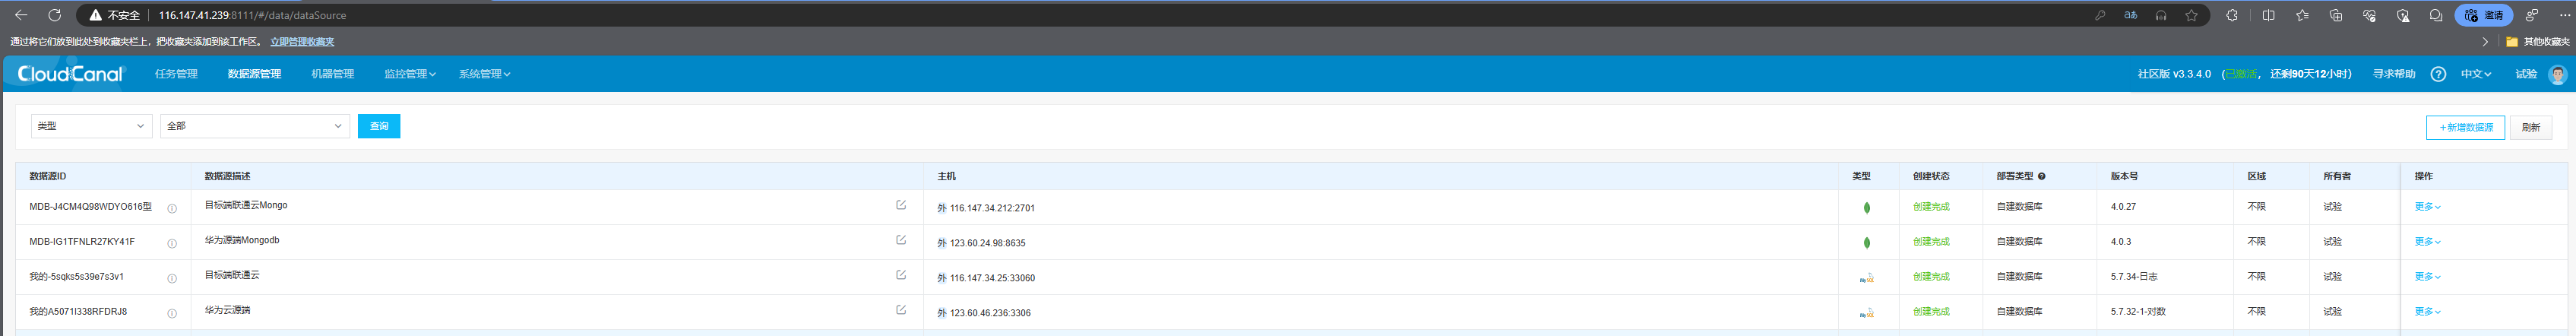 不安全 116.147.41.239:8111/#/data/dataSource aあ 邀请
通过将它们放到此处到收藏夹栏上，把收藏夹添加到该工作区。 立即管理收藏夹 其他收藏夹
CloudCanal 任务管理 数据源管理 机器管理 监控管理 系统管理 社区版 v3.3.4.0 （已激活， 还剩90天12小时） 寻求帮助 中文 试验
类型 全部 查询 +新增数据源 刷新
数据源ID 数据源描述 主机 类型 创建状态 部署类型 版本号 区域 所有者 操作
MDB-J4CM4Q98WDYO616型 目标端联通云Mongo 外 116.147.34.212:2701 创建完成 自建数据库 4.0.27 不限 试验 更多
MDB-IG1TFNLR27KY41F 华为源端Mongodb 外 123.60.24.98:8635 创建完成 自建数据库 4.0.3 不限 试验 更多
我的-5sqks5s39e7s3v1 目标端联通云 外 116.147.34.25:33060 创建完成 自建数据库 5.7.34-日志 不限 试验 更多
我的A5071I338RFDRJ8 华为云源端 外 123.60.46.236:3306 创建完成 自建数据库 5.7.32-1-对数 不限 试验 更多